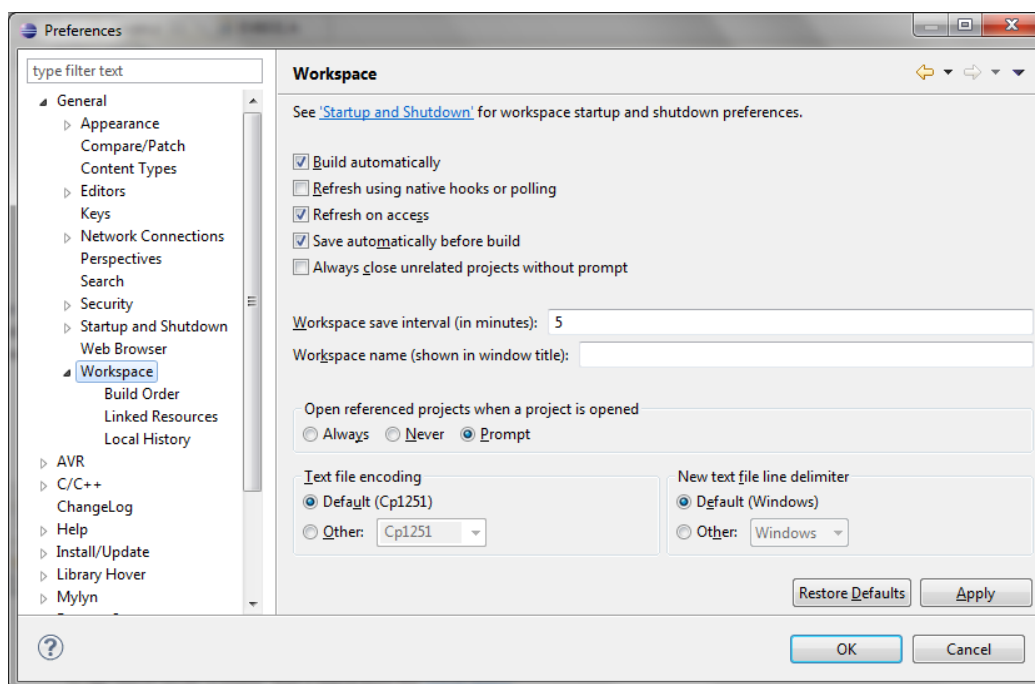 Preferences
type filter text
General
Appearance
Compare/Patch
Content Types
Editors
Keys
Network Connections
Perspectives
Search
Security
Startup and Shutdown
Web Browser
Workspace
Build Order
Linked Resources
Local History
AVR
C/C++
ChangeLog
Help
Install/Update
Library Hover
Mylyn
Workspace
See 'Startup and Shutdown' for workspace startup and shutdown preferences.
Build automatically
Refresh using native hooks or polling
Refresh on access
Save automatically before build
Always close unrelated projects without prompt
Workspace save interval (in minutes): 5
Workspace name (shown in window title):
Open referenced projects when a project is opened
Always Never Prompt
Text file encoding
Default (Cp1251)
Other: Cp1251
New text file line delimiter
Default (Windows)
Other: Windows
Restore Defaults Apply
OK Cancel